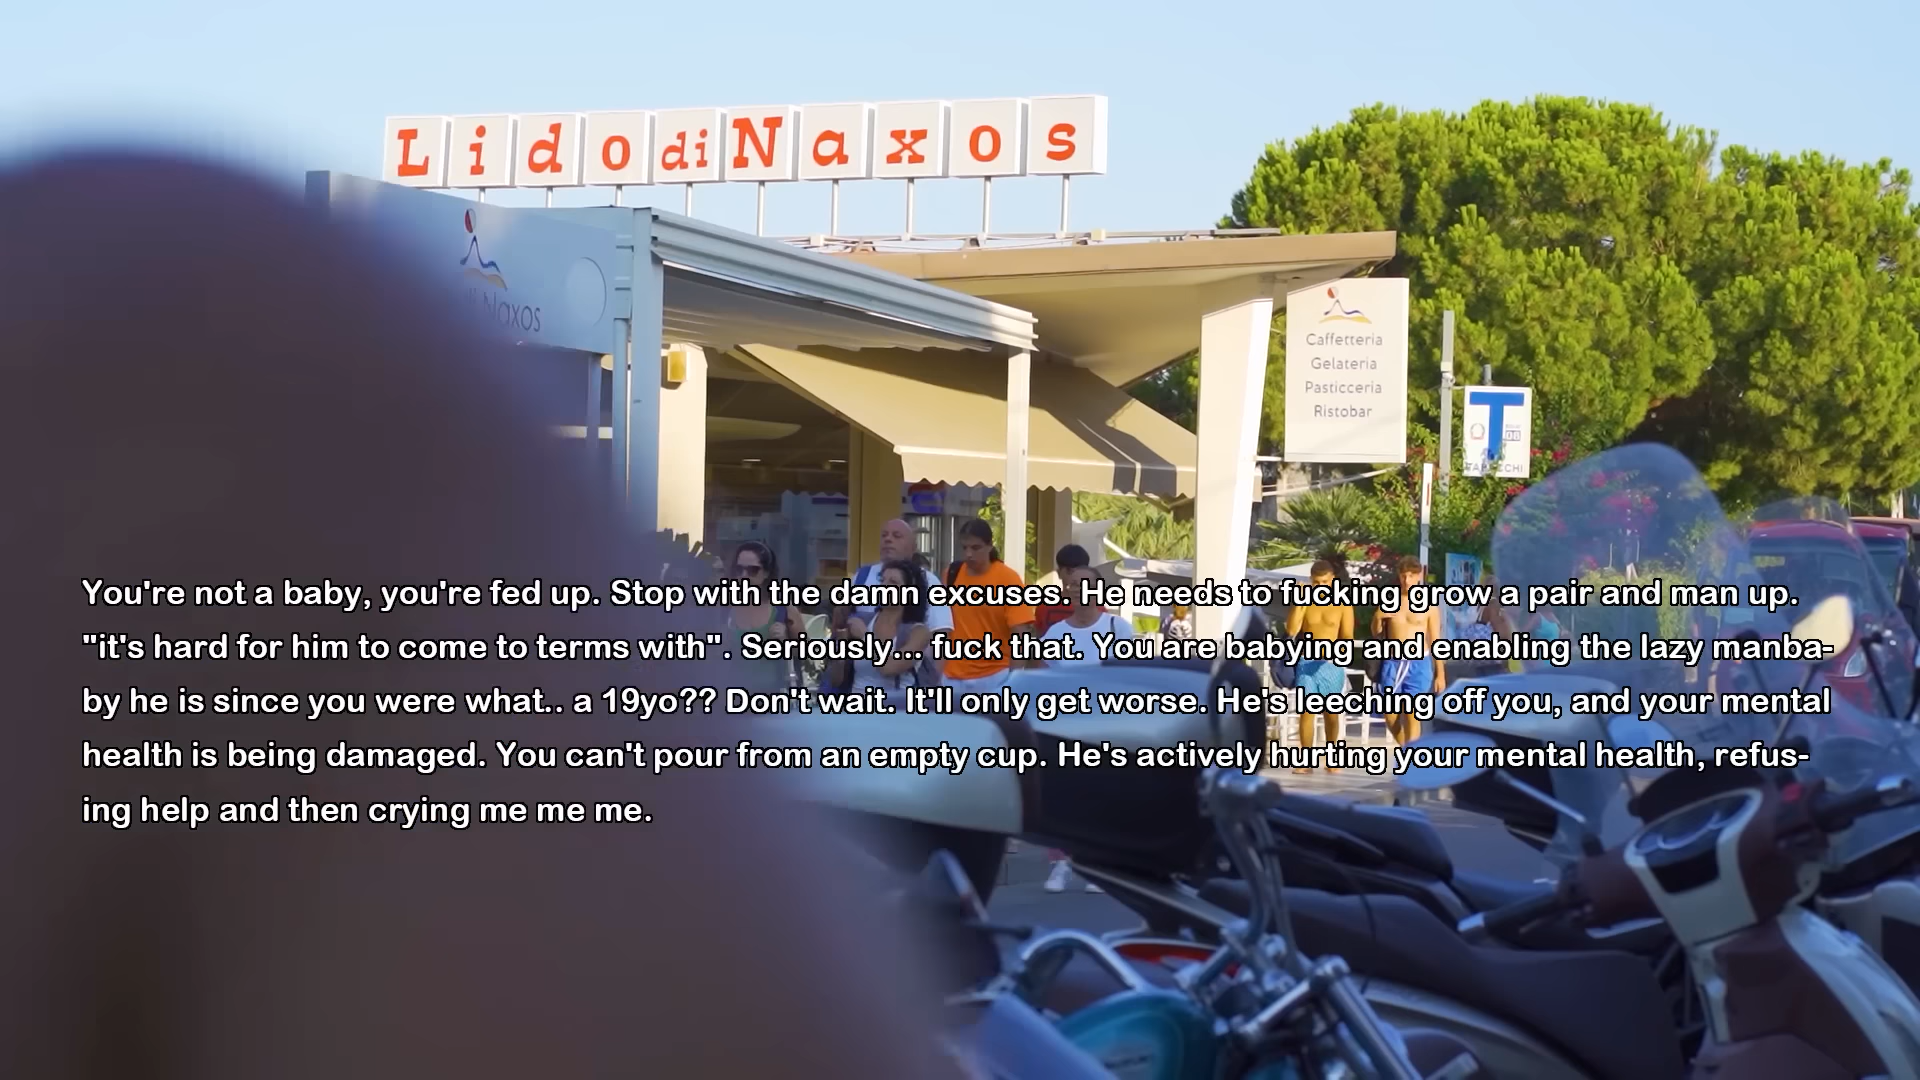 Lido di Naxos
Naxos
Caffetteria
Gelateria
Pasticceria
Ristobar
T
You're not a baby, you're fed up. Stop with the damn excuses. He needs to fucking grow a pair and man up.
"it's hard for him to come to terms with". Seriously... fuck that. You are babying and enabling the lazy manba-
by he is since you were what.. a 19yo?? Don't wait. It'll only get worse. He's leeching off you, and your mental
health is being damaged. You can't pour from an empty cup. He's actively hurting your mental health, refus-
ing help and then crying me me me.